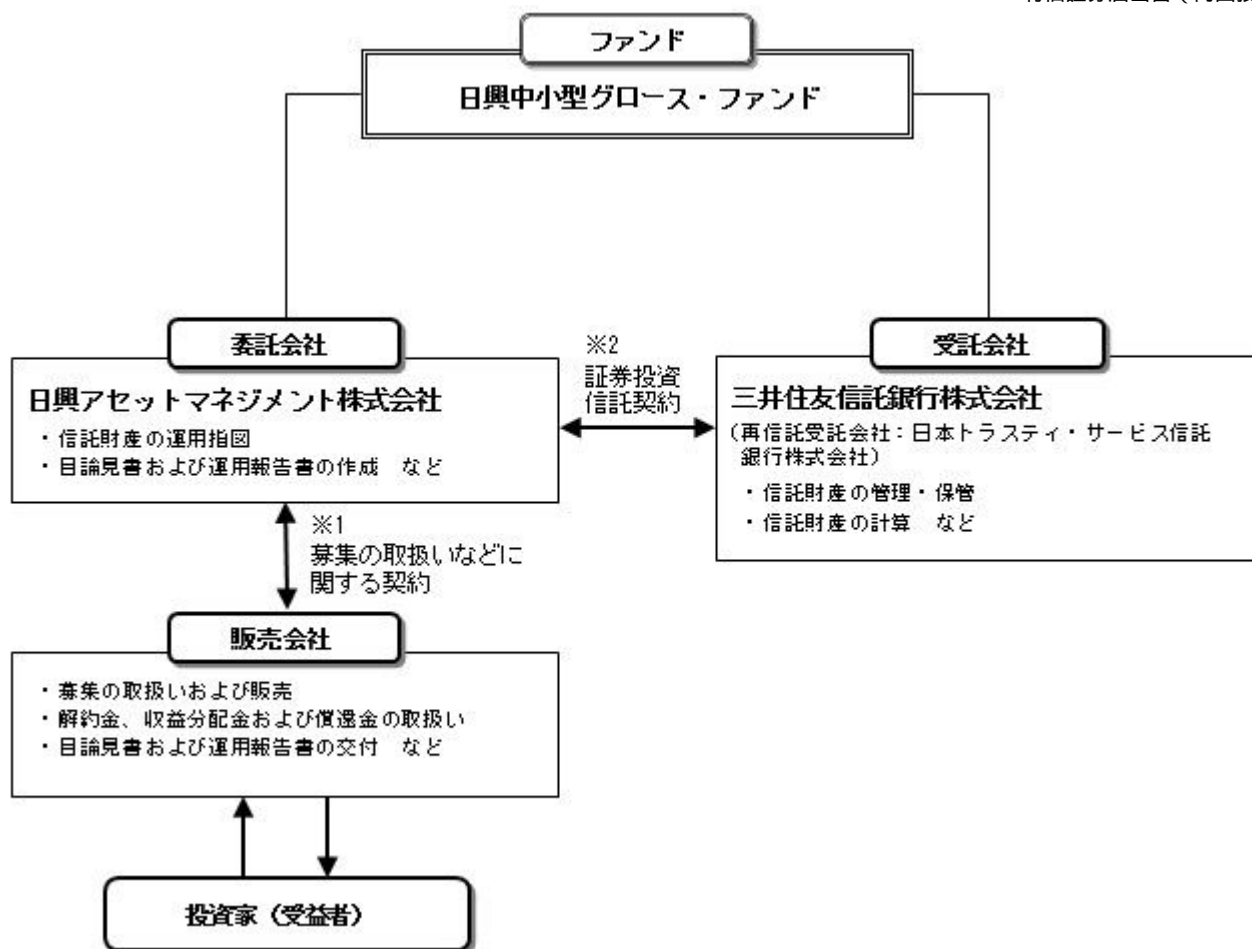 ファンド
日興中小型グロース・ファンド
委託会社
日興アセットマネジメント株式会社
・信託財産の運用指図
・目論見書および運用報告書の作成 など
※2
証券投資
信託契約
受託会社
三井住友信託銀行株式会社
(再信託受託会社:日本トラスティ・サービス信託
銀行株式会社)
・信託財産の管理・保管
・信託財産の計算 など
※1
募集の取扱いなどに
関する契約
販売会社
・募集の取扱いおよび販売
・解約金、収益分配金および償還金の取扱い
・目論見書および運用報告書の交付 など
投資家(受益者)